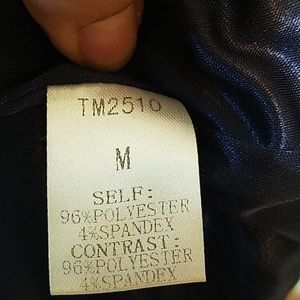 TM2510
M
SELF:
96%POLYESTER
4%SPANDEX
CONTRAST:
96%POLYESTER
4%SPANDEX